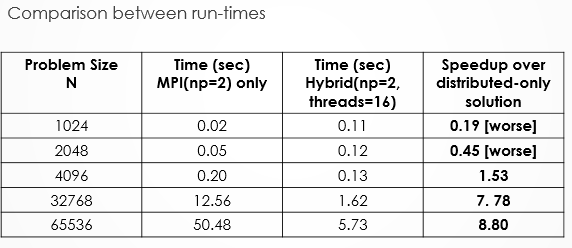 Comparison between run-times
Problem Size N | Time (sec) MPI(np=2) only | Time (sec) Hybrid(np=2, threads=16) | Speedup over distributed-only solution
1024 | 0.02 | 0.11 | 0.19 [worse]
2048 | 0.05 | 0.12 | 0.45 [worse]
4096 | 0.20 | 0.13 | 1.53
32768 | 12.56 | 1.62 | 7. 78
65536 | 50.48 | 5.73 | 8.80